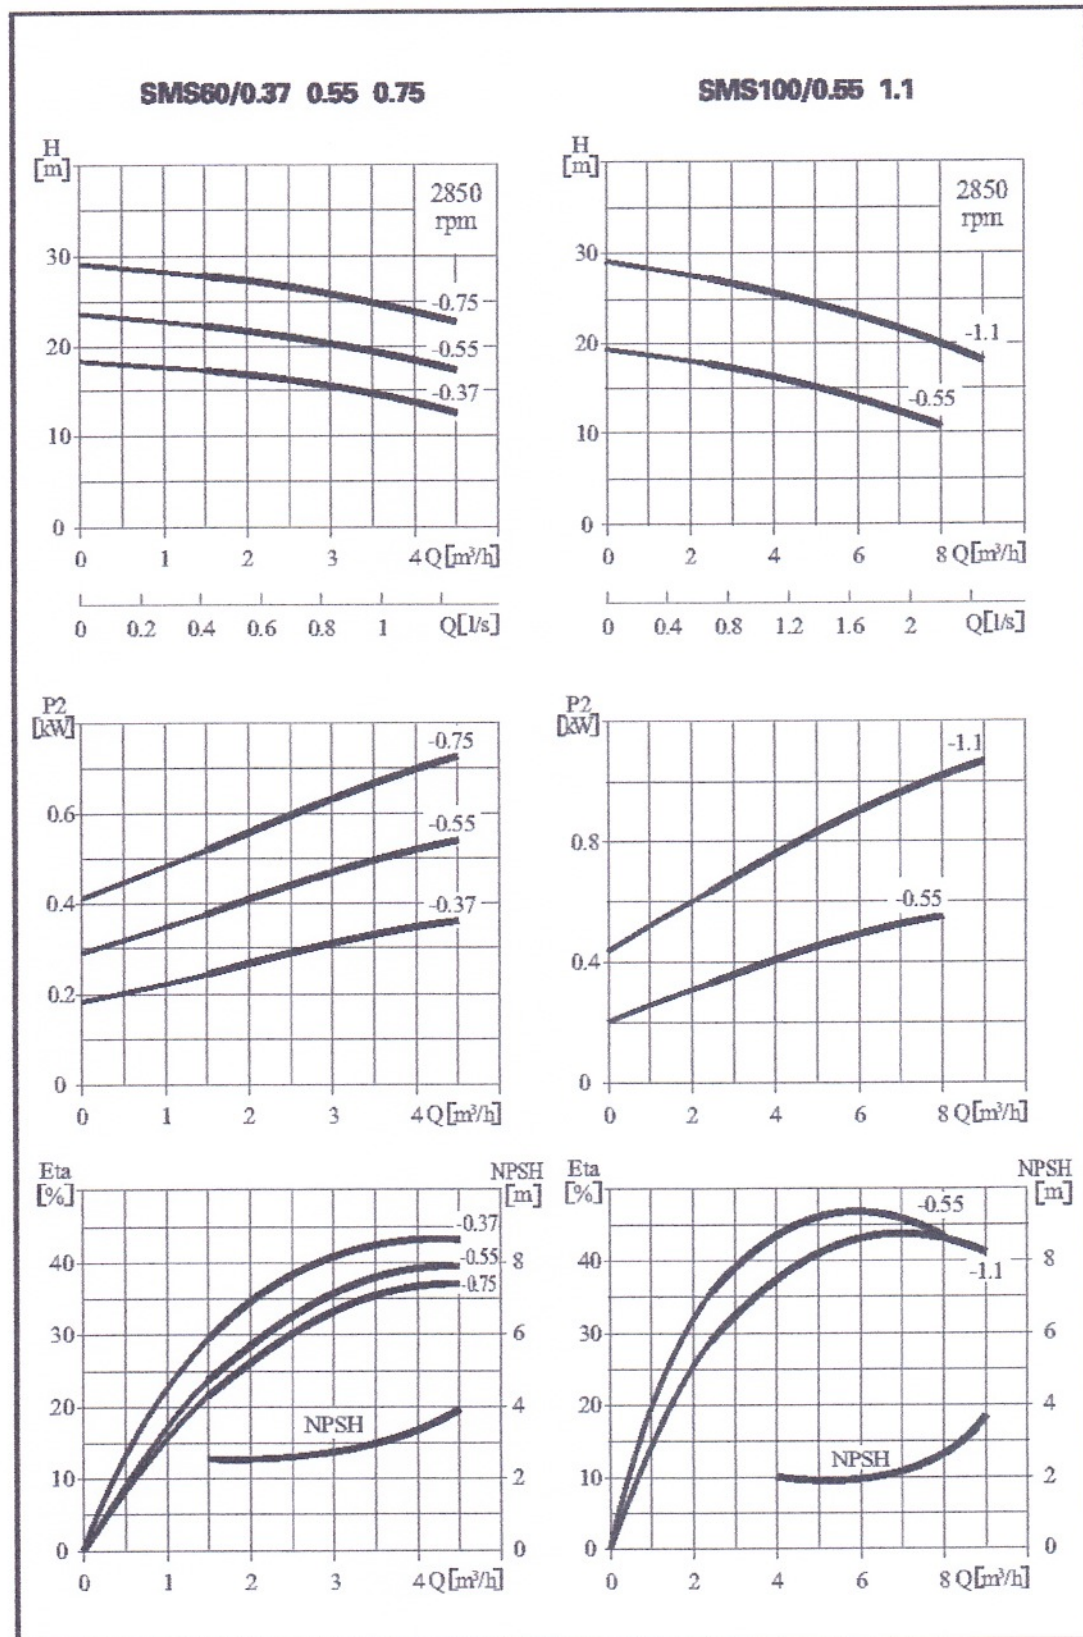 SMS60/0.37 0.55 0.75
H
[m]
2850
rpm
30
-0.75
20
-0.55
-0.37
10
0
0 1 2 3 4 Q[m³/h]
0 0.2 0.4 0.6 0.8 1 Q[l/s]
P2
[kW]
-0.75
0.6
-0.55
0.4
-0.37
0.2
0
0 1 2 3 4 Q[m³/h]
Eta NPSH
[%] [m]
-0.37
40 -0.55 8
-0.75
30 6
20 4
NPSH
10 2
0 0
0 1 2 3 4 Q[m³/h]
SMS100/0.55 1.1
H
[m]
2850
rpm
30
-1.1
20
-0.55
10
0
0 2 4 6 8 Q[m³/h]
0 0.4 0.8 1.2 1.6 2 Q[l/s]
P2
[kW]
-1.1
0.8
-0.55
0.4
0
0 2 4 6 8 Q[m³/h]
Eta NPSH
[%] [m]
-0.55
40 8
-1.1
30 6
20 4
NPSH
10 2
0 0
0 2 4 6 8 Q[m³/h]